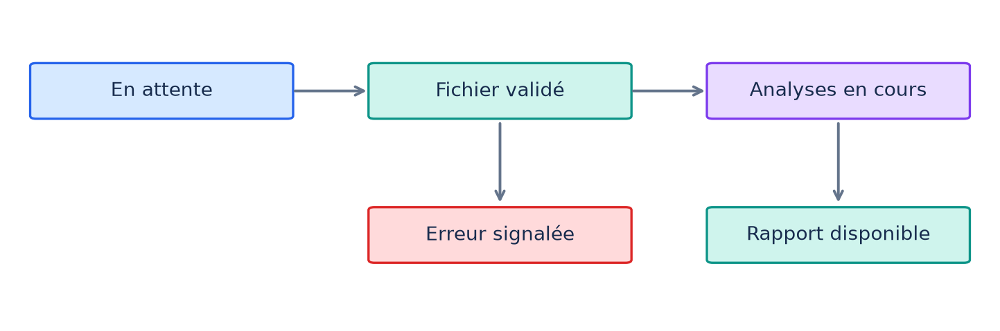 En attente
Fichier validé
Analyses en cours
Erreur signalée
Rapport disponible